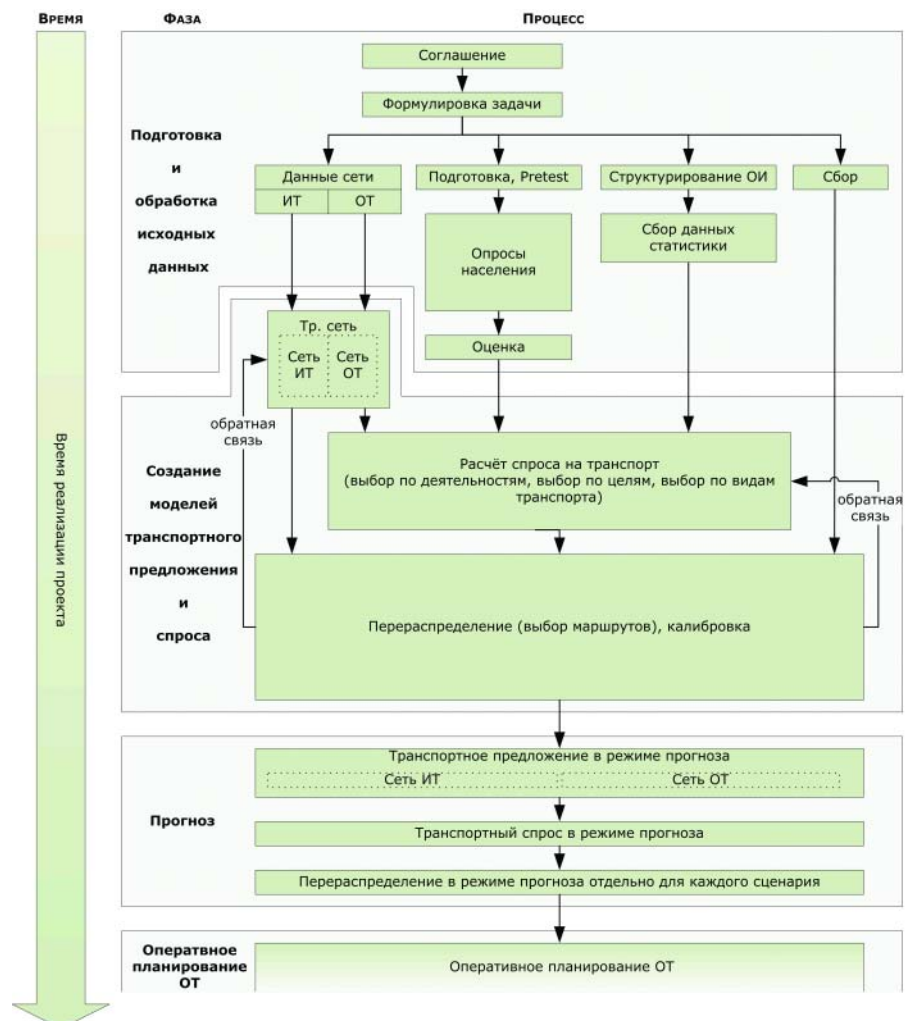 ВРЕМЯ ФАЗА ПРОЦЕСС
Соглашение
Формулировка задачи
Подготовка
и
обработка
исходных
данных
Данные сети
ИТ ОТ
Подготовка, Pretest
Структурирование ОИ
Сбор
Опросы
населения
Сбор данных
статистики
Тр. сеть
Сеть
ИТ
Сеть
ОТ
Оценка
обратная
связь
Время реализации проекта
Создание
моделей
транспортного
предложения
и
спроса
Расчёт спроса на транспорт
(выбор по деятельностям, выбор по целям, выбор по видам
транспорта)
обратная
связь
Перераспределение (выбор маршрутов), калибровка
Прогноз
Транспортное предложение в режиме прогноза
Сеть ИТ Сеть ОТ
Транспортный спрос в режиме прогноза
Перераспределение в режиме прогноза отдельно для каждого сценария
Оператвное
планирование
ОТ
Оперативное планирование ОТ